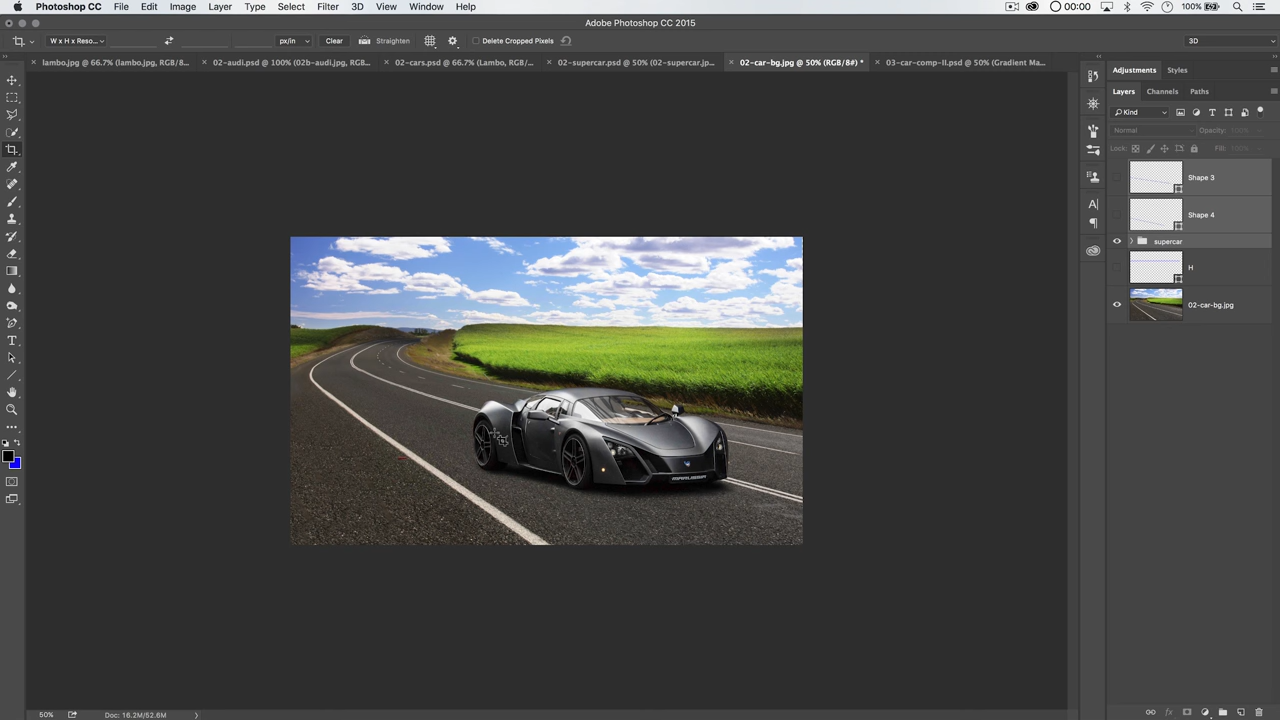 Photoshop CC File Edit Image Layer Type Select Filter 3D View Window Help 00:00 100%
Adobe Photoshop CC 2015
W x H x Reso... px/in Clear Straighten Delete Cropped Pixels 3D
lambo.jpg @ 66.7% (lambo.jpg, RGB/8... 02-audi.psd @ 100% (02b-audi.jpg, RGB... 02-cars.psd @ 66.7% (Lambo, RGB/... 02-supercar.psd @ 50% (02-supercar.jp... 02-car-bg.jpg @ 50% (RGB/8#) * 03-car-comp-II.psd @ 50% (Gradient Ma...
Adjustments Styles
Layers Channels Paths
Kind
Normal Opacity: 100%
Lock: Fill: 100%
Shape 3
Shape 4
supercar
H
02-car-bg.jpg
MARUSSIA
50% Doc: 16.2M/52.6M